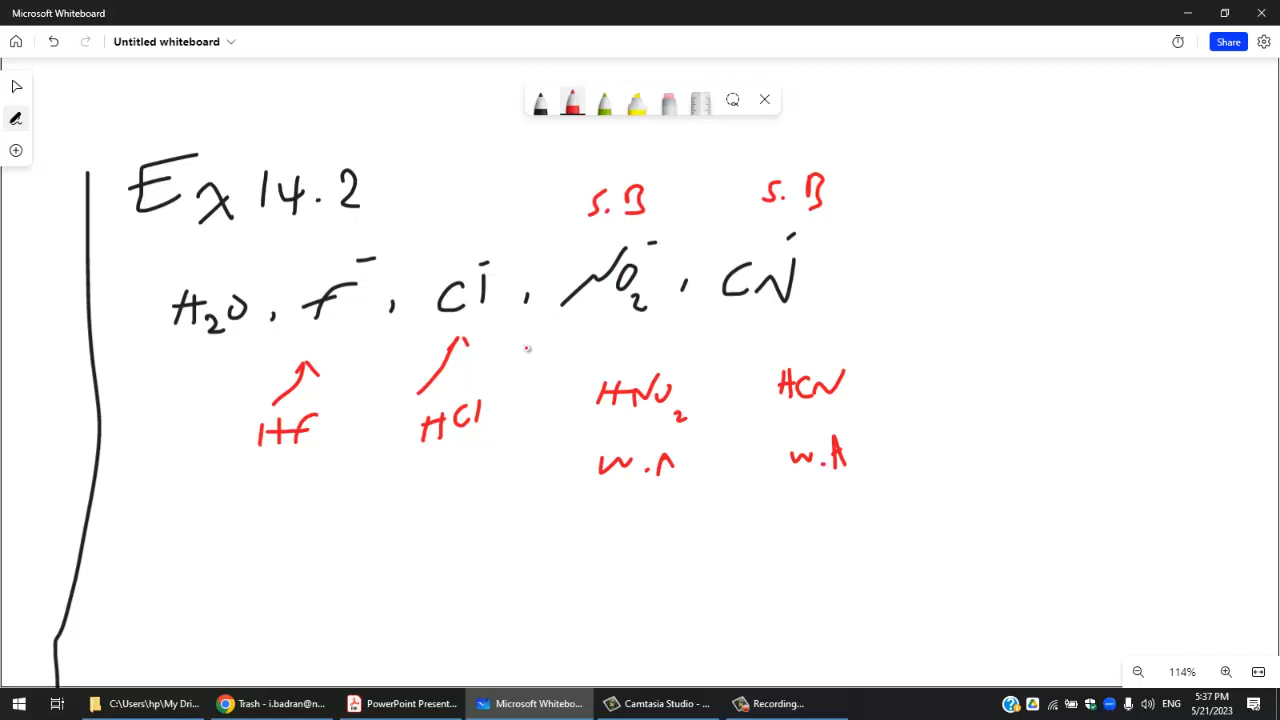 Microsoft Whiteboard
Untitled whiteboard
Share
Ex 14.2
S.B S.B
H2O, F⁻, Cl⁻, NO2⁻, CN⁻
HF HCl HNO2 HCN
W.A W.A
114%
C:\Users\hp\My Dri...
Trash - i.badran@n...
PowerPoint Present...
Microsoft Whiteboo...
Camtasia Studio - ...
Recording...
ENG
5:37 PM
5/21/2023